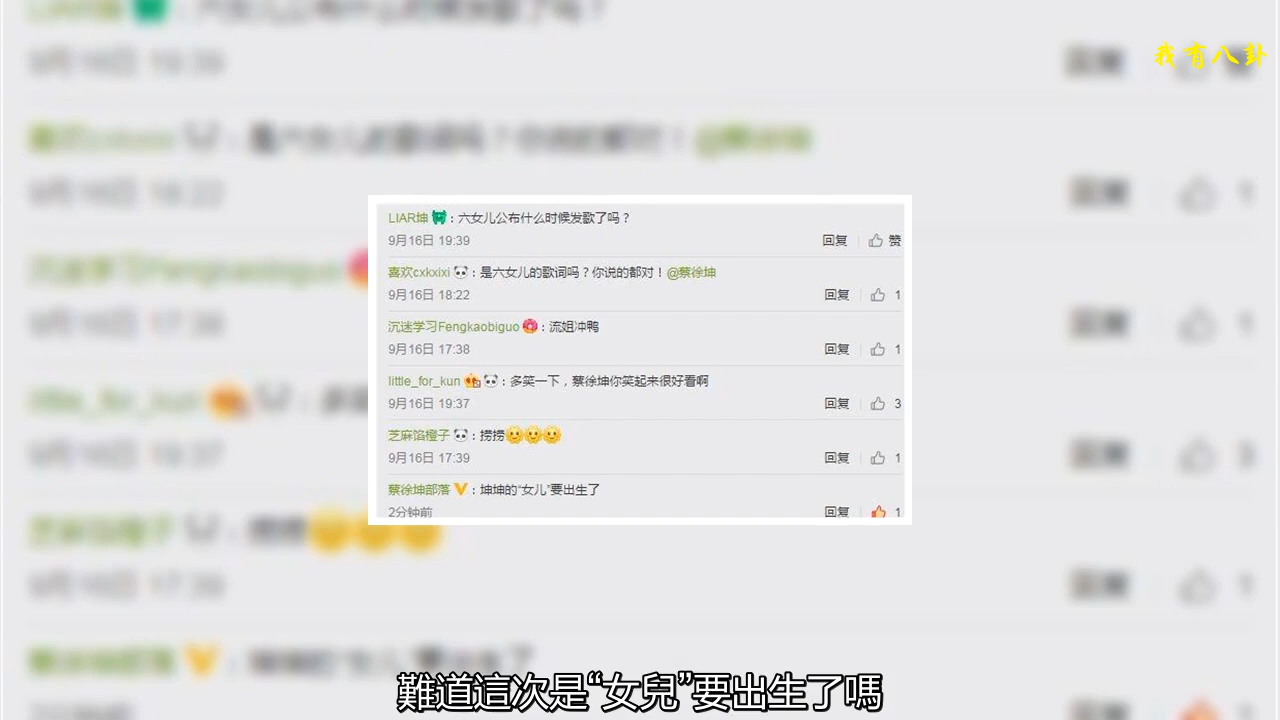 我有八卦
LIAR坤：六女儿公布什么时候发歌了吗？
9月16日 19:39 回复 赞
喜欢cxkxixi：是六女儿的歌词吗？你说的都对！@蔡徐坤
9月16日 18:22 回复 1
沉迷学习Fengkaobiguo：流姐冲鸭
9月16日 17:38 回复 1
little_for_kun：多笑一下，蔡徐坤你笑起来很好看啊
9月16日 19:37 回复 3
芝麻馅橙子：捞捞
9月16日 17:39 回复 1
蔡徐坤部落：坤坤的“女儿”要出生了
2分钟前 回复 1
難道這次是“女兒”要出生了嗎